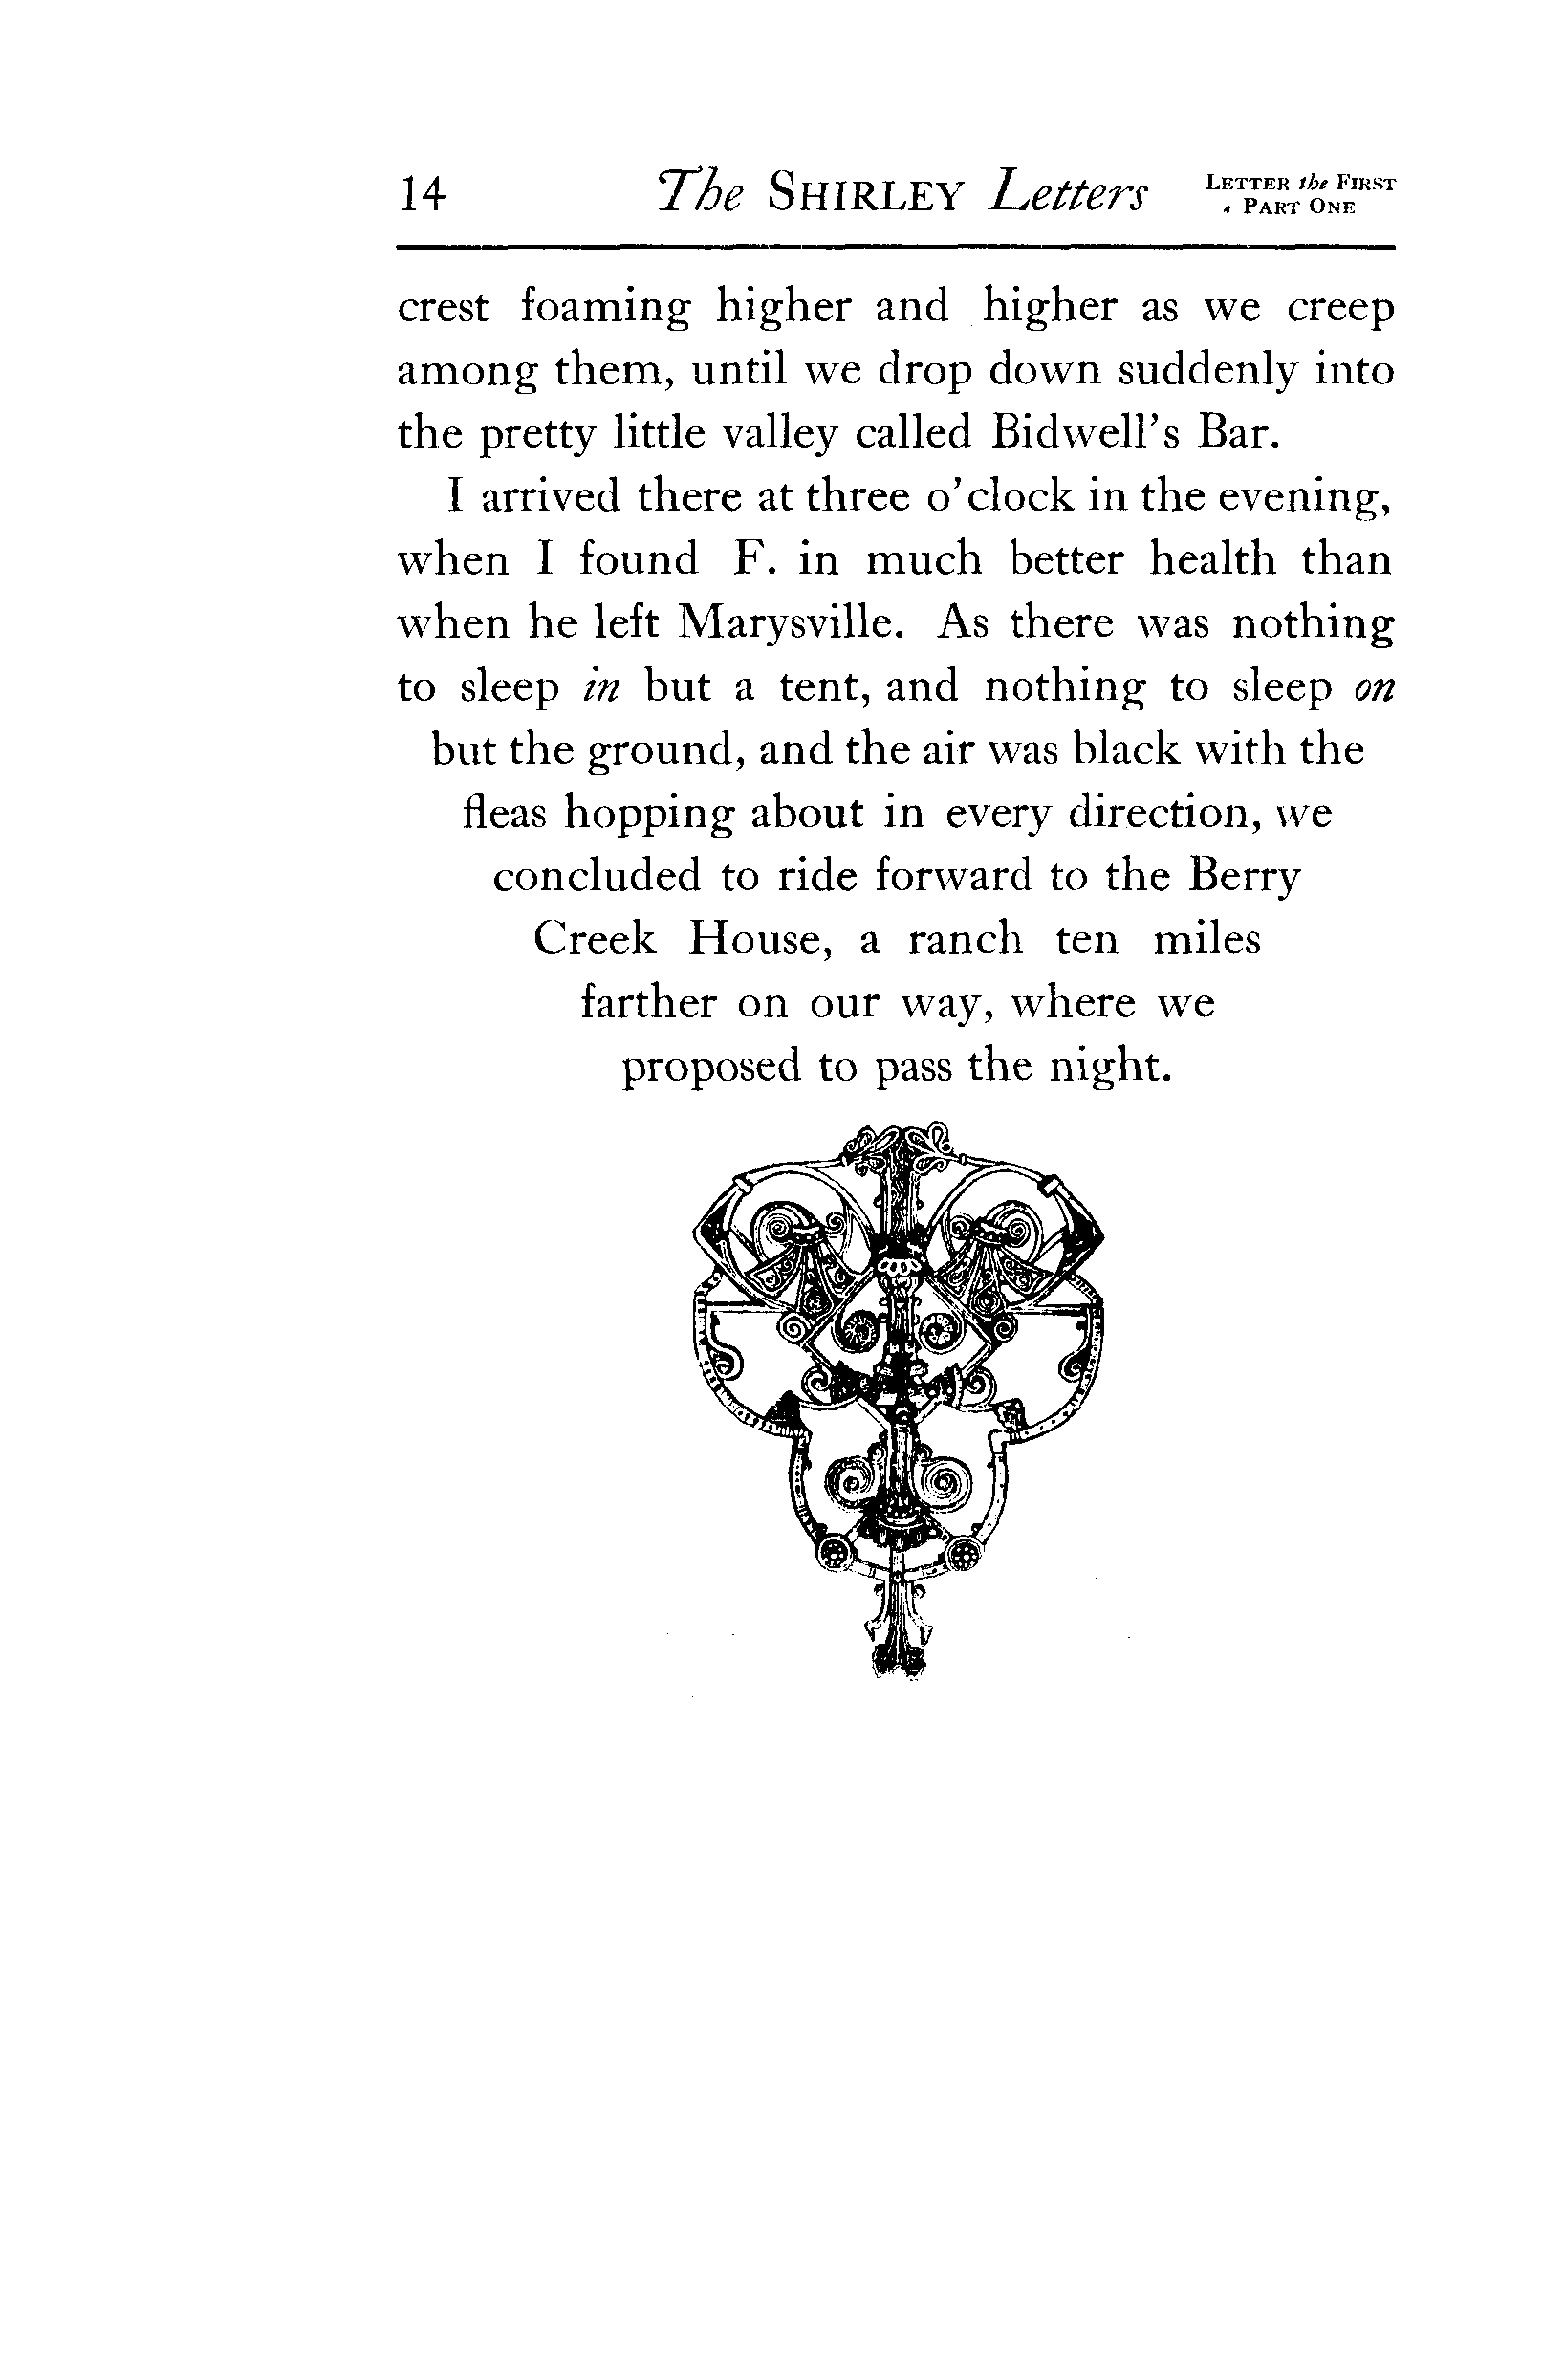 14 The SHIRLEY Letters LETTER the FIRST
PART ONE
crest foaming higher and higher as we creep
among them, until we drop down suddenly into
the pretty little valley called Bidwell's Bar.
I arrived there at three o'clock in the evening,
when I found F. in much better health than
when he left Marysville. As there was nothing
to sleep in but a tent, and nothing to sleep on
but the ground, and the air was black with the
fleas hopping about in every direction, we
concluded to ride forward to the Berry
Creek House, a ranch ten miles
farther on our way, where we
proposed to pass the night.